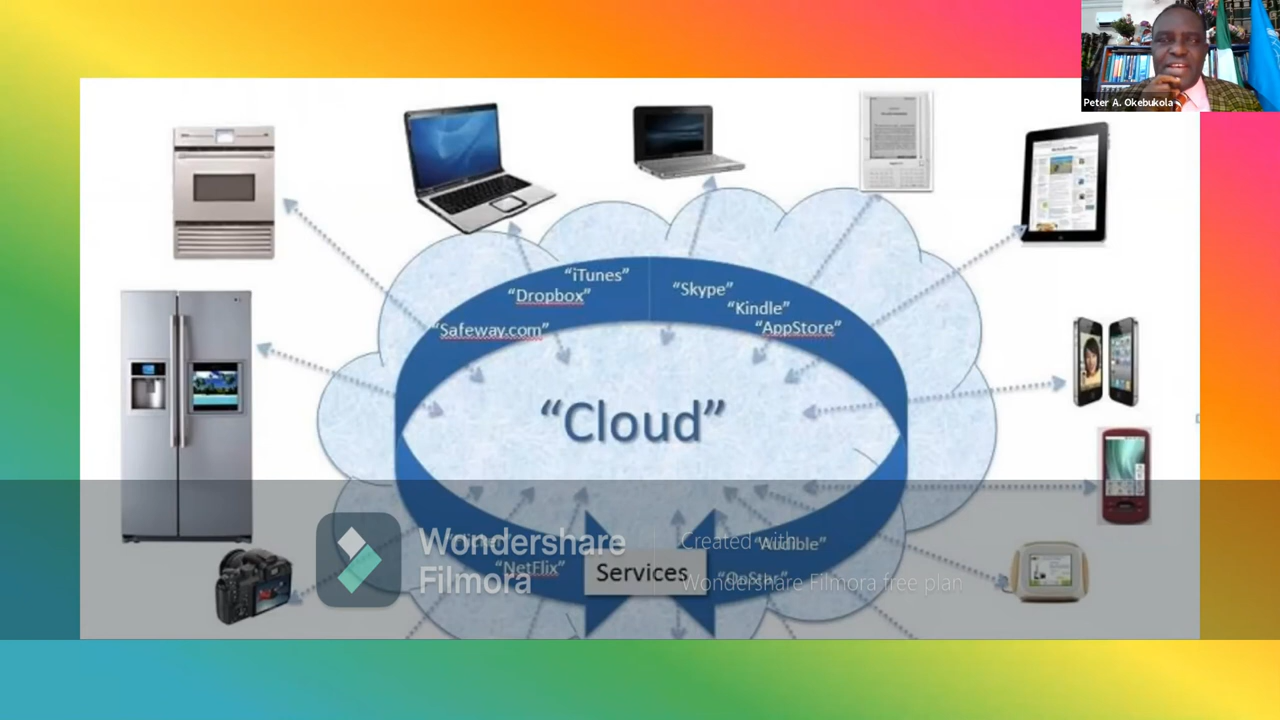 Peter A. Okebukola
“iTunes”
“Dropbox”
“Safeway.com”
“Skype”
“Kindle”
“AppStore”
“Cloud”
“NetFlix”
Services
“Audible”
“OnStar”
Wondershare
Filmora
Created with
Wondershare Filmora free plan